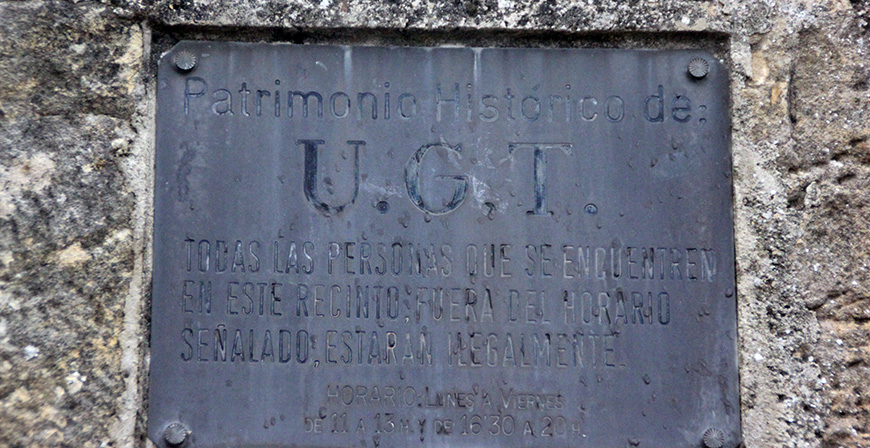 Patrimonio Histórico de:
U.G.T.
TODAS LAS PERSONAS QUE SE ENQUENTREN
EN ESTE RECINTO, FUERA DEL HORARIO
SEÑALADO, ESTARAN ILEGALMENTE.
HORARIO: LUNES A VIERNES
DE 11 A 13 H. Y DE 16'30 A 20 H.